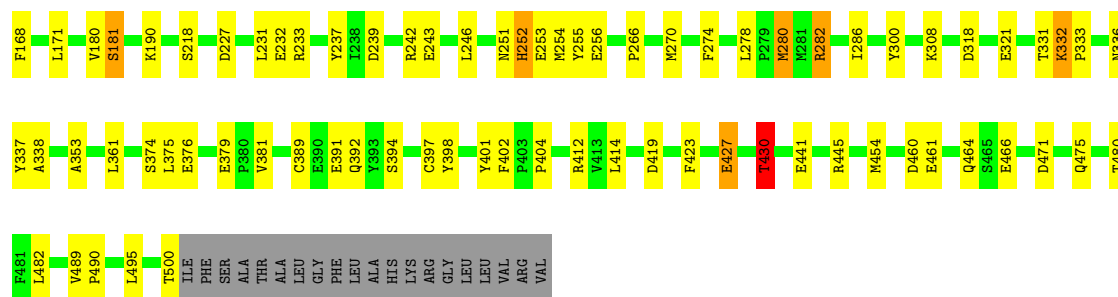 F168 L171 V180 S181 K190 S218 D227 L231 E232 R233 Y237 I238 D239 R242 E243 L246 N251 H252 E253 M254 Y255 E256 P266 M270 F274 L278 P279 M280 M281 R282 I286 Y300 K308 D318 E321 T331 K332 P333 N336
Y337 A338 A353 L361 S374 L375 E376 E379 P380 V381 C389 E390 E391 Q392 Y393 S394 C397 Y398 Y401 F402 P403 P404 R412 V413 L414 D419 F423 E427 T430 E441 R445 M454 D460 E461 Q464 S465 E466 D471 Q475 T480
F481 L482 V489 P490 L495 T500 ILE PHE SER ALA THR ALA LEU GLY PHE LEU ALA HIS LYS ARG GLY LEU LEU VAL ARG VAL